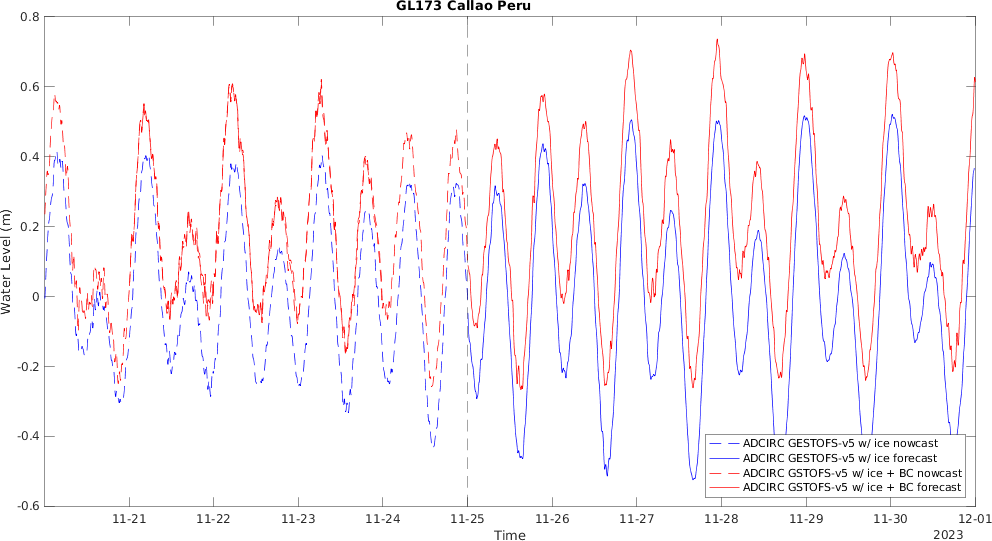 GL173 Callao Peru
0.8
0.6
0.4
0.2
0
-0.2
-0.4
-0.6
Water Level (m)
ADCIRC GESTOFS-v5 w/ ice nowcast
ADCIRC GESTOFS-v5 w/ ice forecast
ADCIRC GSTOFS-v5 w/ ice + BC nowcast
ADCIRC GSTOFS-v5 w/ ice + BC forecast
11-21 11-22 11-23 11-24 11-25 11-26 11-27 11-28 11-29 11-30 12-01
Time
2023